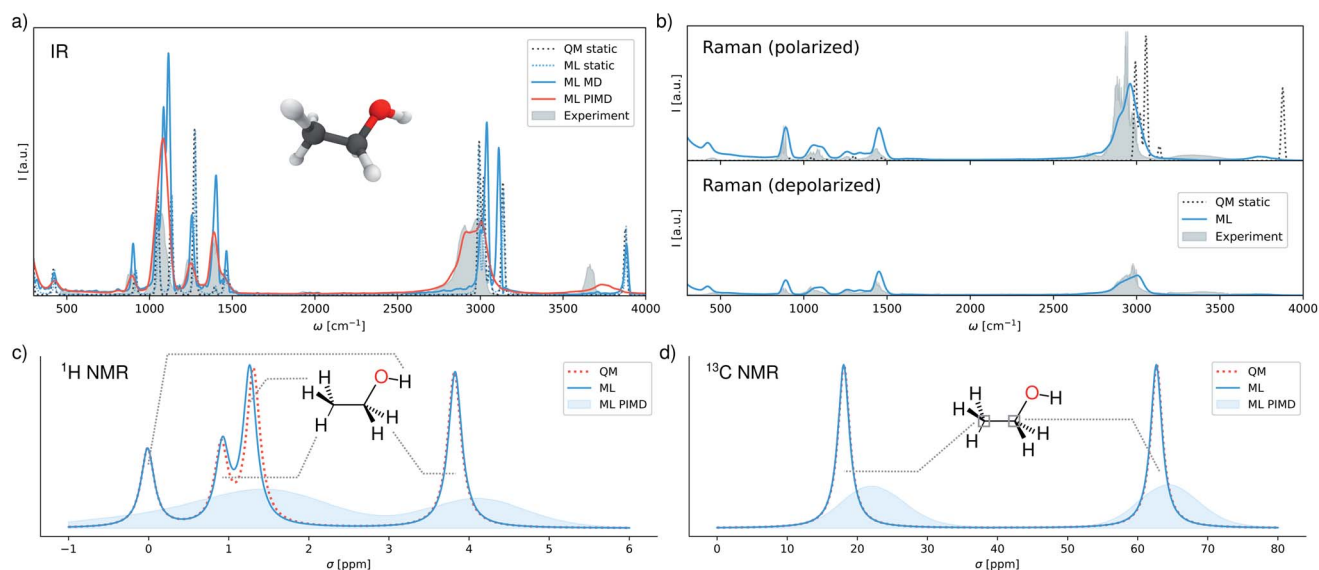 a)
IR
QM static
ML static
ML MD
ML PIMD
Experiment
I [a.u.]
500 1000 1500 2000 2500 3000 3500 4000
ω [cm⁻¹]
b)
Raman (polarized)
I [a.u.]
Raman (depolarized)
QM static
ML
Experiment
I [a.u.]
500 1000 1500 2000 2500 3000 3500 4000
ω [cm⁻¹]
c)
¹H NMR
QM
ML
ML PIMD
O H
H
H
H
H
H
−1 0 1 2 3 4 5 6
σ [ppm]
d)
¹³C NMR
QM
ML
ML PIMD
O H
H
H
H
H
H
0 10 20 30 40 50 60 70 80
σ [ppm]